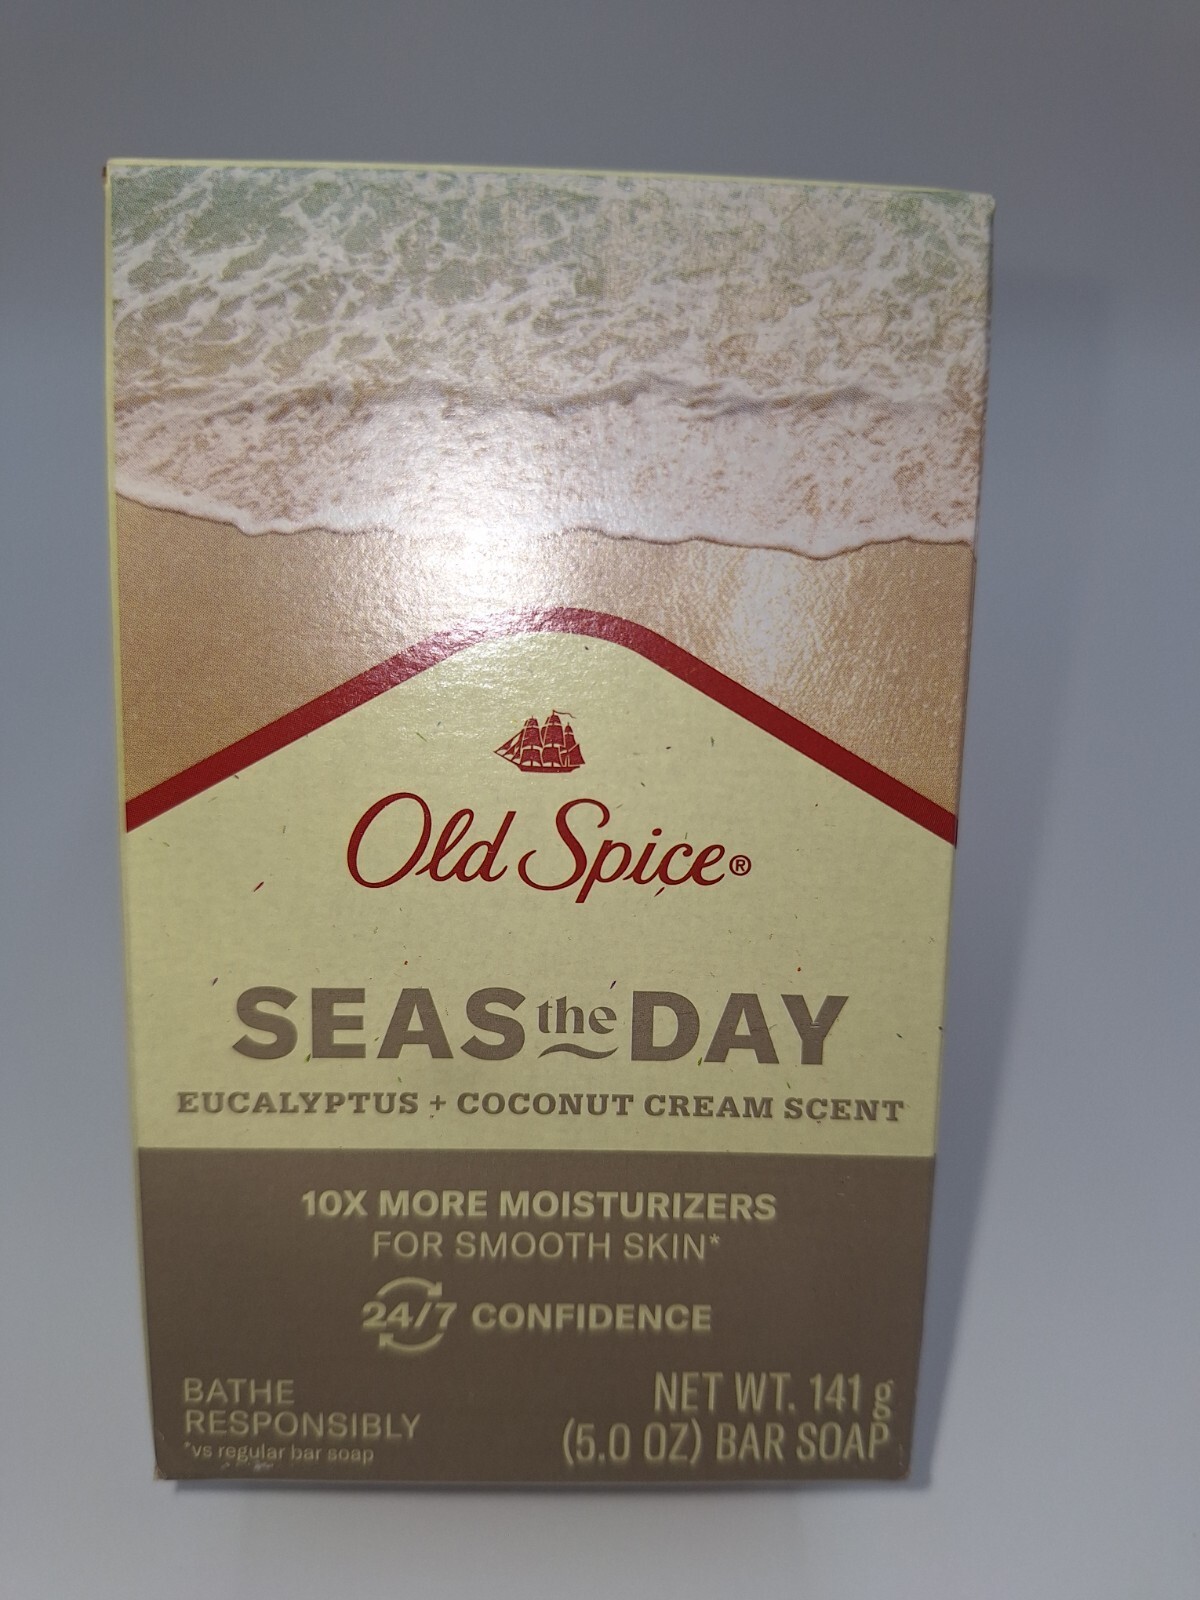 Old Spice®
SEAS the DAY
EUCALYPTUS + COCONUT CREAM SCENT
10X MORE MOISTURIZERS
FOR SMOOTH SKIN*
24/7 CONFIDENCE
BATHE
RESPONSIBLY
*vs regular bar soap
NET WT. 141 g
(5.0 OZ) BAR SOAP